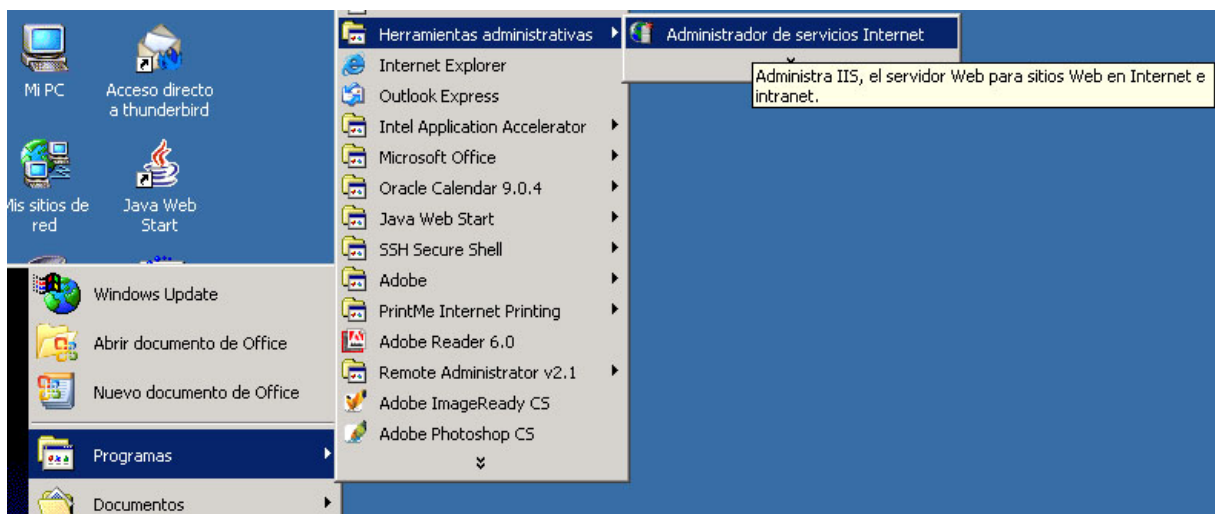 Mi PC
Acceso directo
a thunderbird
Mis sitios de
red
Java Web
Start
Windows Update
Abrir documento de Office
Nuevo documento de Office
Programas
Documentos
Herramientas administrativas
Internet Explorer
Outlook Express
Intel Application Accelerator
Microsoft Office
Oracle Calendar 9.0.4
Java Web Start
SSH Secure Shell
Adobe
PrintMe Internet Printing
Adobe Reader 6.0
Remote Administrator v2.1
Adobe ImageReady CS
Adobe Photoshop CS
Administrador de servicios Internet
Administra IIS, el servidor Web para sitios Web en Internet e
intranet.